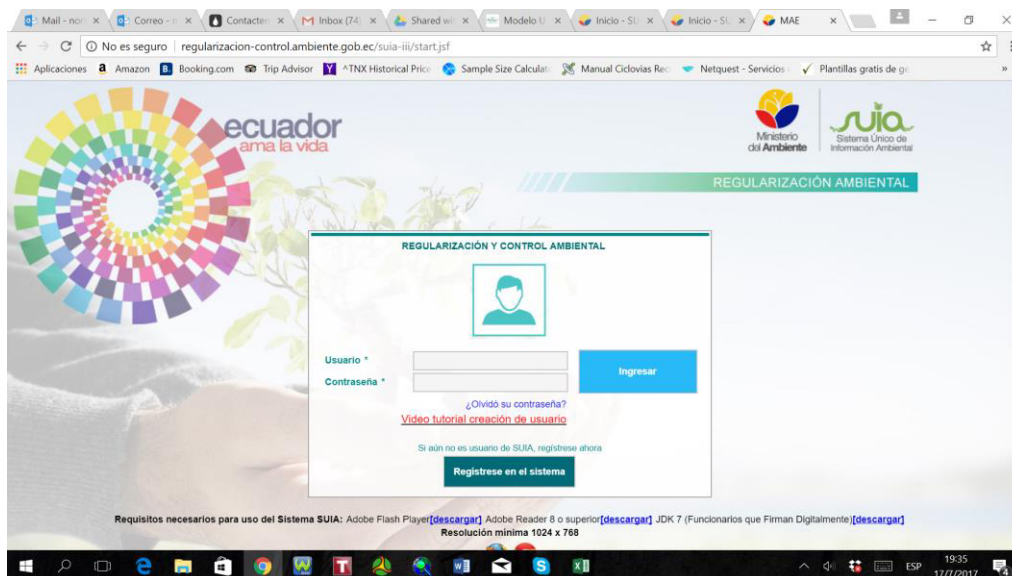 Mail - nor
Correo - n
Contacten
Inbox (74)
Shared wi
Modelo U
Inicio - SU
Inicio - SU
MAE
No es seguro | regularizacion-control.ambiente.gob.ec/suia-iii/start.jsf
Aplicaciones
Amazon
Booking.com
Trip Advisor
^TNX Historical Price
Sample Size Calculat
Manual Ciclovias Rec
Netquest - Servicios
Plantillas gratis de ge
»
ecuador
ama la vida
Ministerio
del Ambiente
suia
Sistema Único de
Información Ambiental
REGULARIZACIÓN AMBIENTAL
REGULARIZACIÓN Y CONTROL AMBIENTAL
Usuario *
Contraseña *
Ingresar
¿Olvidó su contraseña?
Video tutorial creación de usuario
Si aún no es usuario de SUIA, regístrese ahora
Regístrese en el sistema
Requisitos necesarios para uso del Sistema SUIA: Adobe Flash Player[descargar] Adobe Reader 8 o superior[descargar] JDK 7 (Funcionarios que Firman Digitalmente)[descargar]
Resolución mínima 1024 x 768
ESP
19:35
17/7/2017